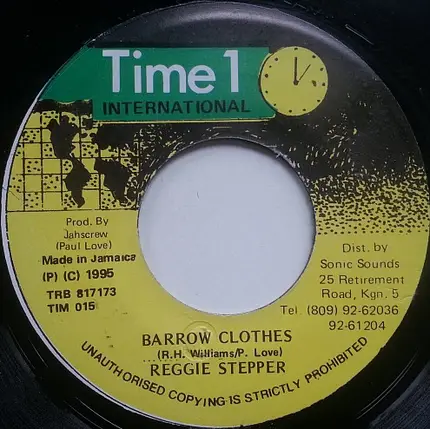 Time 1
INTERNATIONAL
Prod. By
Jahscrew
(Paul Love)
Made in Jamaica
(P) (C) 1995
TRB 817173
TIM 015
Dist. by
Sonic Sounds
25 Retirement
Road, Kgn. 5
Tel. (809) 92-62036
92-61204
BARROW CLOTHES
(R.H. Williams/P. Love)
REGGIE STEPPER
UNAUTHORISED COPYING IS STRICTLY PROHIBITED